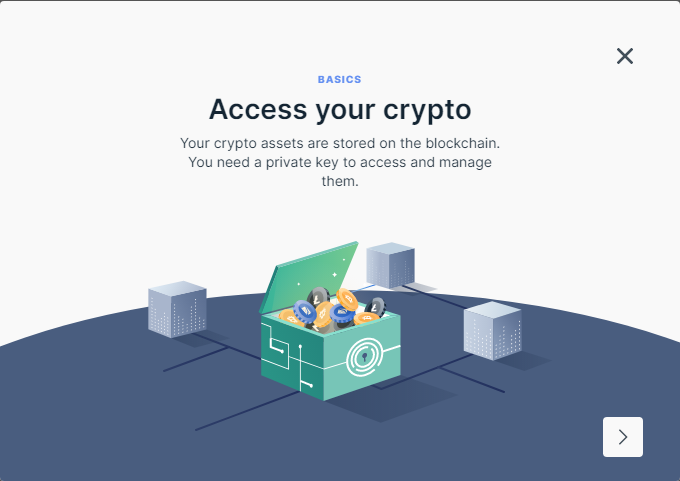 BASICS
Access your crypto
Your crypto assets are stored on the blockchain.
You need a private key to access and manage
them.